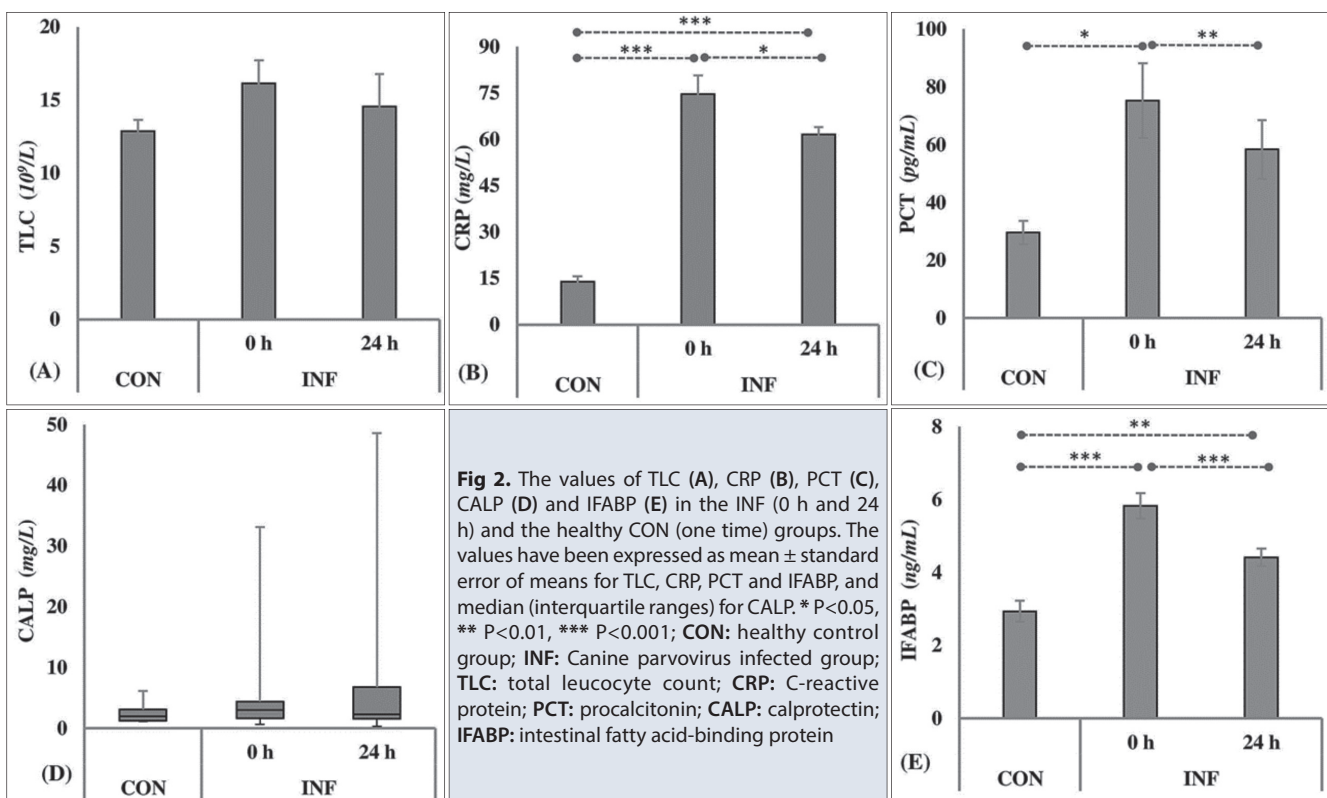 20
15
10
5
0
TLC (10⁹/L)
0 h 24 h
(A)
CON INF
***
*** *
90
75
60
45
30
15
0
CRP (mg/L)
0 h 24 h
(B)
CON INF
* **
100
80
60
40
20
0
PCT (pg/mL)
0 h 24 h
(C)
CON INF
50
40
30
20
10
0
CALP (mg/L)
0 h 24 h
(D)
CON INF
Fig 2. The values of TLC (A), CRP (B), PCT (C),
CALP (D) and IFABP (E) in the INF (0 h and 24
h) and the healthy CON (one time) groups. The
values have been expressed as mean ± standard
error of means for TLC, CRP, PCT and IFABP, and
median (interquartile ranges) for CALP. * P<0.05,
** P<0.01, *** P<0.001; CON: healthy control
group; INF: Canine parvovirus infected group;
TLC: total leucocyte count; CRP: C-reactive
protein; PCT: procalcitonin; CALP: calprotectin;
IFABP: intestinal fatty acid-binding protein
**
*** ***
8
6
4
2
0
IFABP (ng/mL)
0 h 24 h
(E)
CON INF